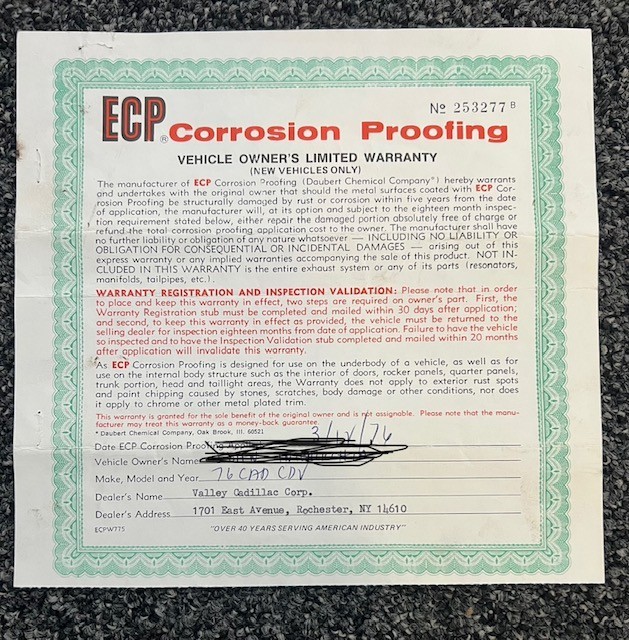 ECP® Corrosion Proofing
Nº 253277 B
VEHICLE OWNER'S LIMITED WARRANTY
(NEW VEHICLES ONLY)
The manufacturer of ECP Corrosion Proofing (Daubert Chemical Company*) hereby warrants
and undertakes with the original owner that should the metal surfaces coated with ECP Cor-
rosion Proofing be structurally damaged by rust or corrosion within five years from the date
of application, the manufacturer will, at its option and subject to the eighteen month inspec-
tion requirement stated below, either repair the damaged portion absolutely free of charge or
refund the total corrosion proofing application cost to the owner. The manufacturer shall have
no further liability or obligation of any nature whatsoever — INCLUDING NO LIABILITY OR
OBLIGATION FOR CONSEQUENTIAL OR INCIDENTAL DAMAGES — arising out of this
express warranty or any implied warranties accompanying the sale of this product. NOT IN-
CLUDED IN THIS WARRANTY is the entire exhaust system or any of its parts (resonators,
manifolds, tailpipes, etc.).
WARRANTY REGISTRATION AND INSPECTION VALIDATION: Please note that in order
to place and keep this warranty in effect, two steps are required on owner's part. First, the
Warranty Registration stub must be completed and mailed within 30 days after application;
and second, to keep this warranty in effect as provided, the vehicle must be returned to the
selling dealer for inspection eighteen months from date of application. Failure to have the vehicle
so inspected and to have the Inspection Validation stub completed and mailed within 20 months
after application will invalidate this warranty.
As ECP Corrosion Proofing is designed for use on the underbody of a vehicle, as well as for
use on the internal body structure such as the interior of doors, rocker panels, quarter panels,
trunk portion, head and taillight areas, the Warranty does not apply to exterior rust spots
and paint chipping caused by stones, scratches, body damage or other conditions, nor does
it apply to chrome or other metal plated trim.
This warranty is granted for the sole benefit of the original owner and is not assignable. Please note that the manu-
facturer may treat this warranty as a money-back guarantee.
* Daubert Chemical Company, Oak Brook, Ill. 60521
Date ECP Corrosion 3/12/76
Vehicle Owner's Name
Make, Model and Year 76 CAD CDV
Dealer's Name Valley Cadillac Corp.
Dealer's Address 1701 East Avenue, Rochester, NY 14610
ECPW775 "OVER 40 YEARS SERVING AMERICAN INDUSTRY"